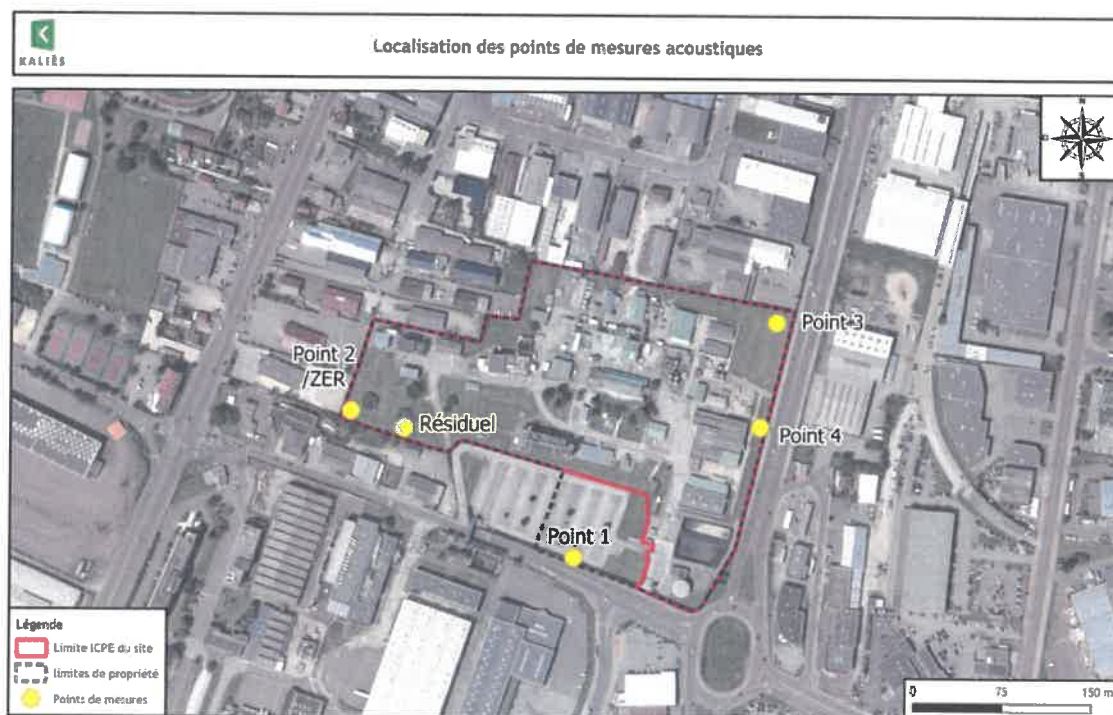 KALIÈS
Localisation des points de mesures acoustiques
Point 3
Point 2
/ZER
Résiduel
Point 4
Point 1
Légende
Limite ICPE du site
limites de propriété
Points de mesures
0 75 150 m